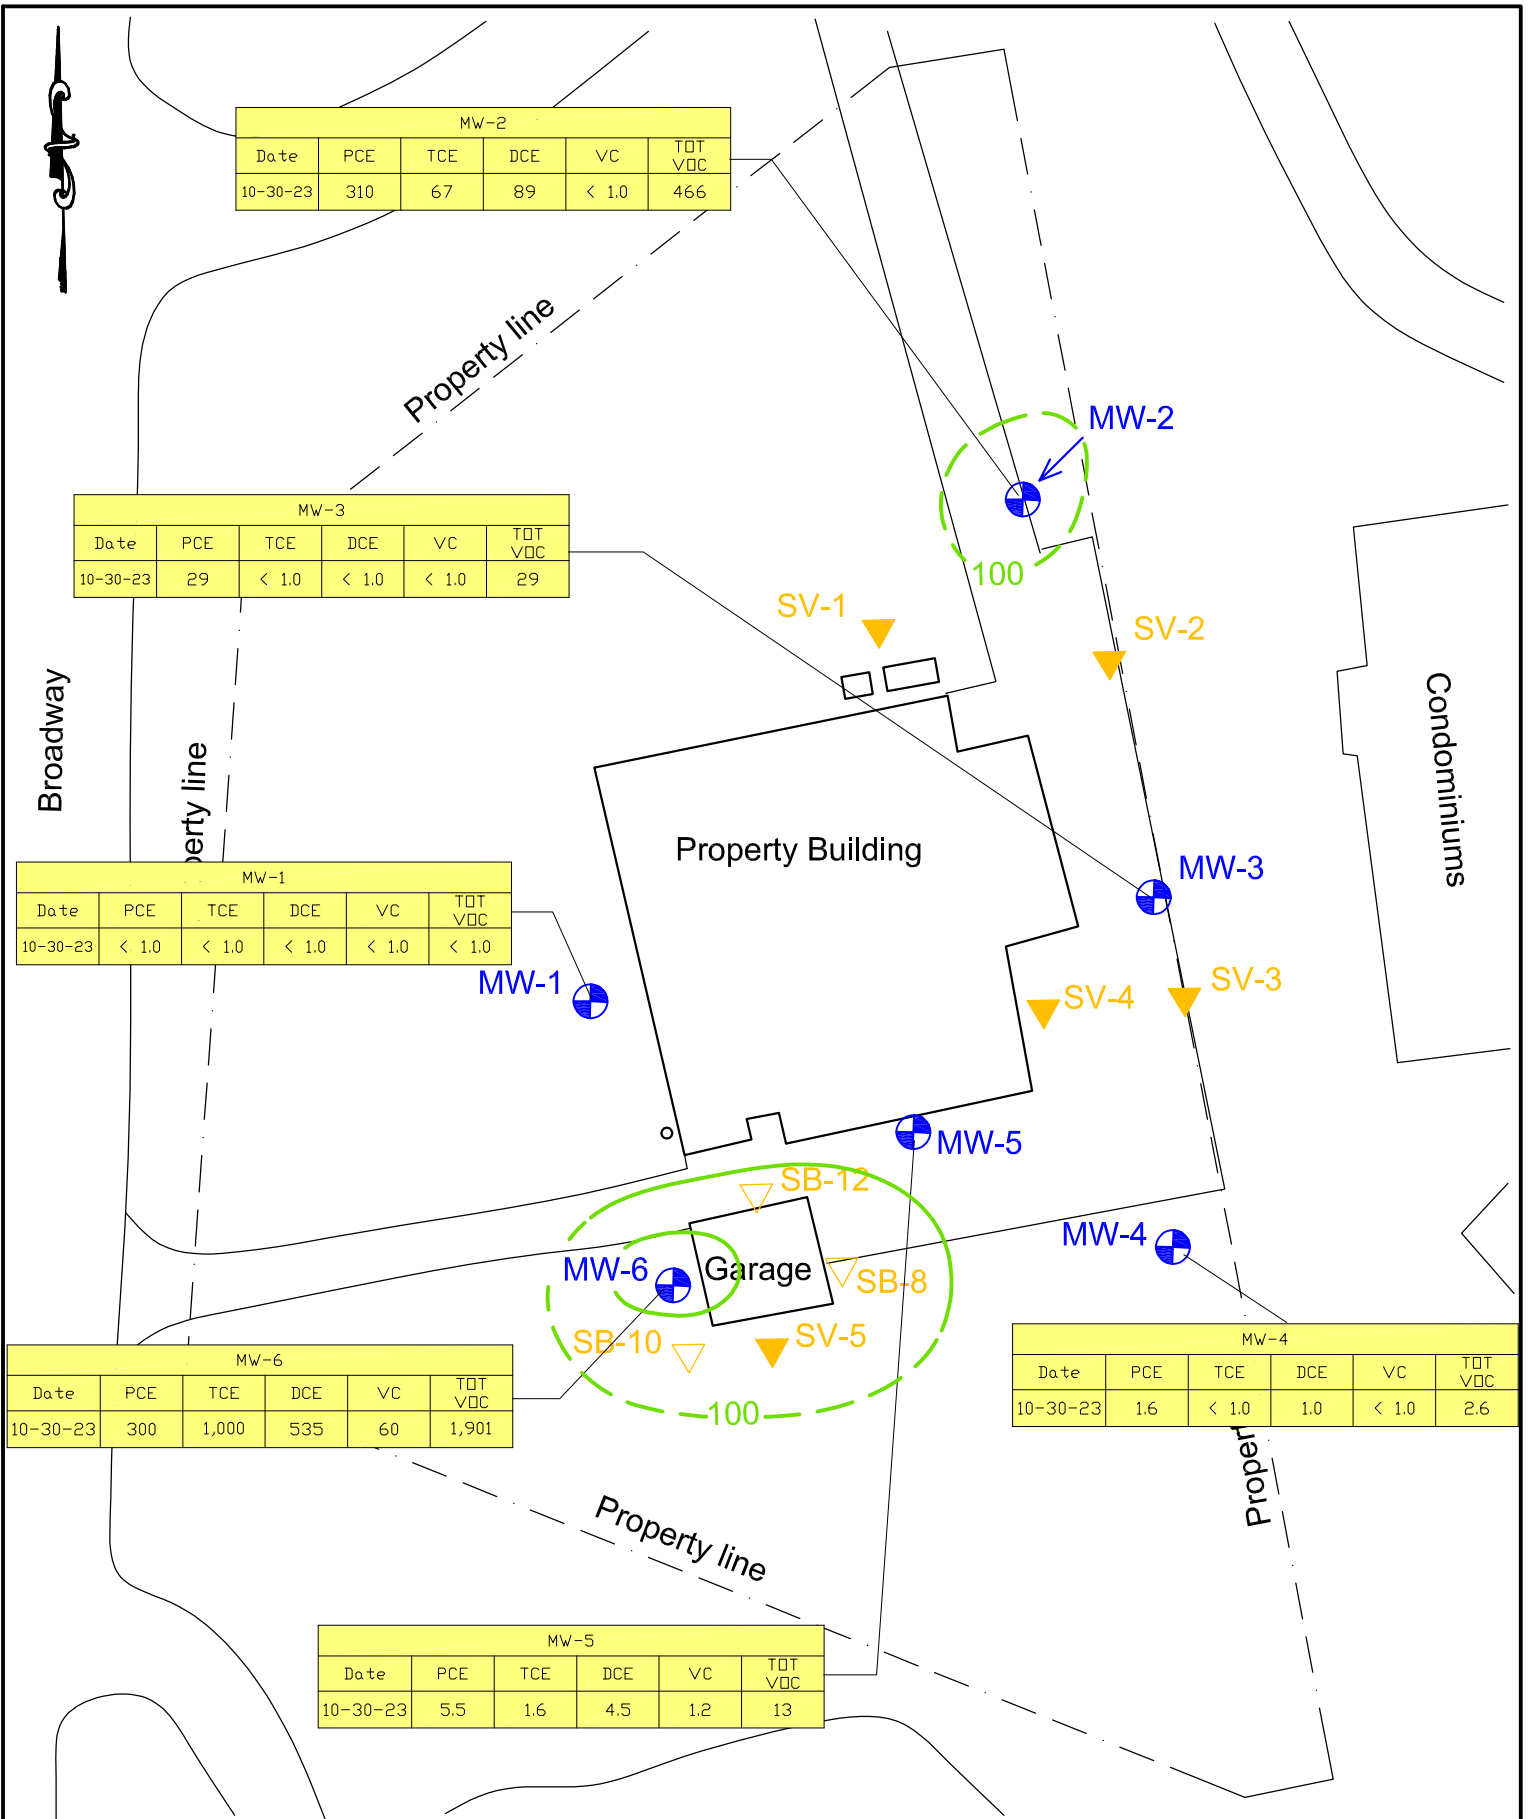 MW-2
Date PCE TCE DCE VC TOT VOC
10-30-23 310 67 89 < 1.0 466
Property line
MW-2
MW-3
Date PCE TCE DCE VC TOT VOC
10-30-23 29 < 1.0 < 1.0 < 1.0 29
100
SV-1
SV-2
Broadway
perty line
Condominiums
Property Building
MW-3
MW-1
Date PCE TCE DCE VC TOT VOC
10-30-23 < 1.0 < 1.0 < 1.0 < 1.0 < 1.0
MW-1
SV-4
SV-3
MW-5
SB-12
MW-4
MW-6
Garage
SB-8
SB-10
SV-5
MW-6
Date PCE TCE DCE VC TOT VOC
10-30-23 300 1,000 535 60 1,901
100
MW-4
Date PCE TCE DCE VC TOT VOC
10-30-23 1.6 < 1.0 1.0 < 1.0 2.6
Proper
Property line
MW-5
Date PCE TCE DCE VC TOT VOC
10-30-23 5.5 1.6 4.5 1.2 13